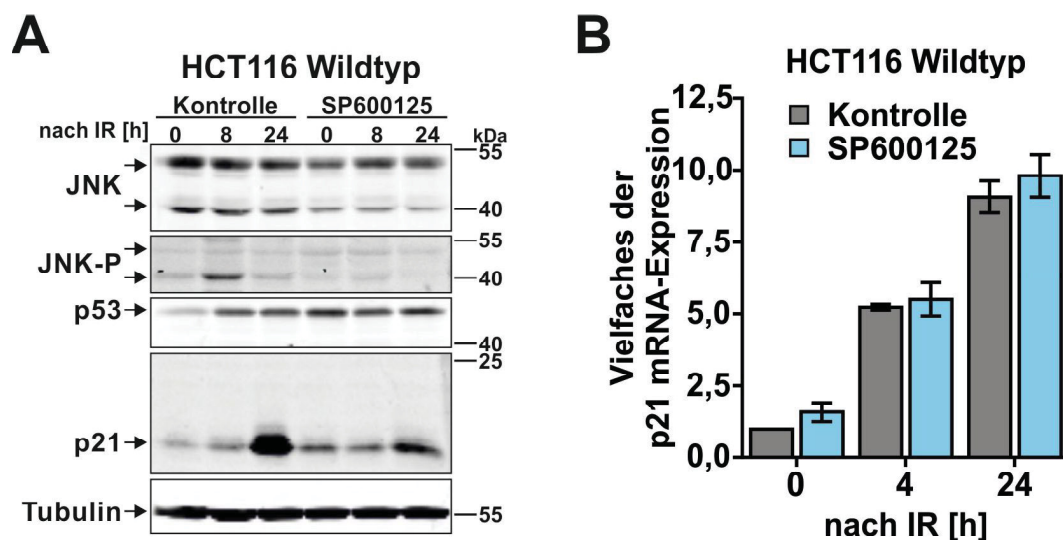 A
HCT116 Wildtyp
Kontrolle SP600125
nach IR [h] 0 8 24 0 8 24 kDa
55
JNK
40
55
JNK-P
40
p53
40
25
p21
Tubulin
55
B
HCT116 Wildtyp
Vielfaches der
p21 mRNA-Expression
12,5
10,0
7,5
5,0
2,5
0,0
Kontrolle
SP600125
0 4 24
nach IR [h]